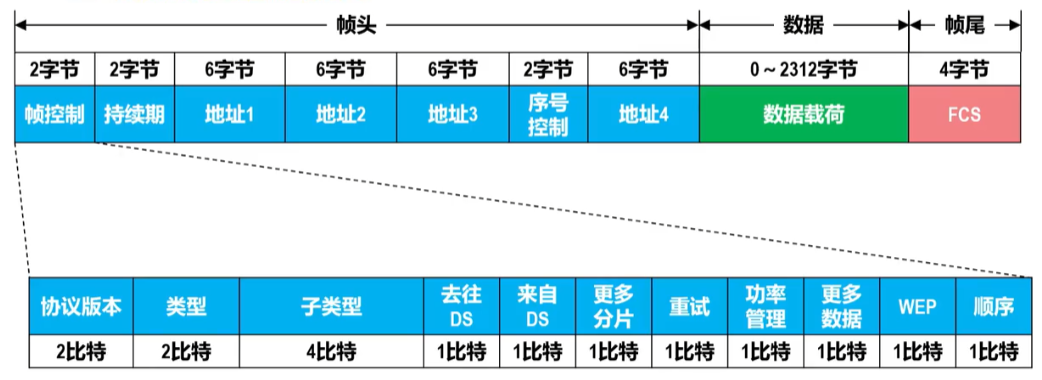 帧头 数据 帧尾
2字节 2字节 6字节 6字节 6字节 2字节 6字节 0～2312字节 4字节
帧控制 持续期 地址1 地址2 地址3 序号控制 地址4 数据载荷 FCS
协议版本 类型 子类型 去往DS 来自DS 更多分片 重试 功率管理 更多数据 WEP 顺序
2比特 2比特 4比特 1比特 1比特 1比特 1比特 1比特 1比特 1比特 1比特